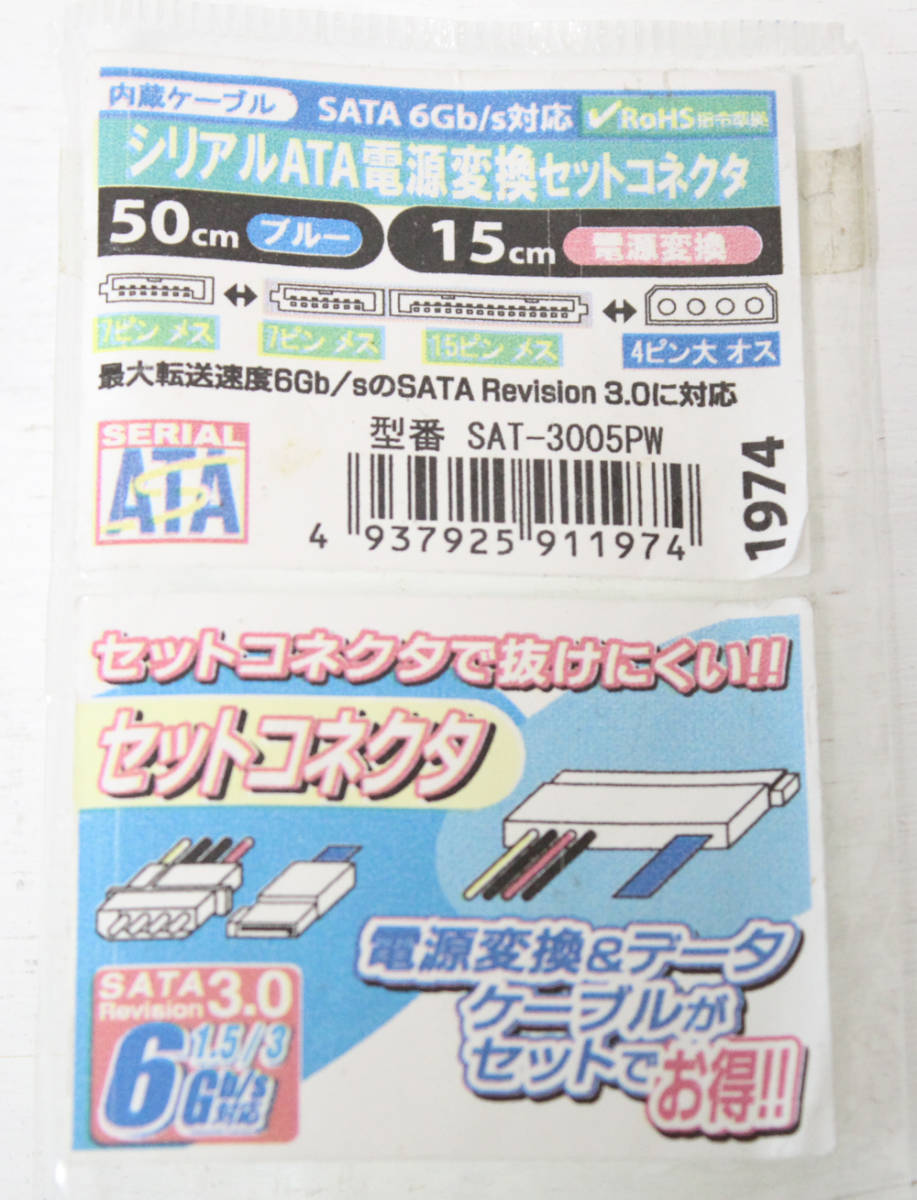 内蔵ケーブル SATA 6Gb/s対応 ✓RoHS指令準拠
シリアルATA電源変換セットコネクタ
50cm ブルー 15cm 電源変換
7ピン メス 7ピン メス 15ピン メス 4ピン大 オス
最大転送速度6Gb/sのSATA Revision 3.0に対応
SERIAL
ATA
型番 SAT-3005PW
4 937925 911974
1974
セットコネクタで抜けにくい!!
セットコネクタ
電源変換&データ
ケーブルが
セットでお得!!
SATA
Revision 3.0
6 1.5/3
Gb/s
対応